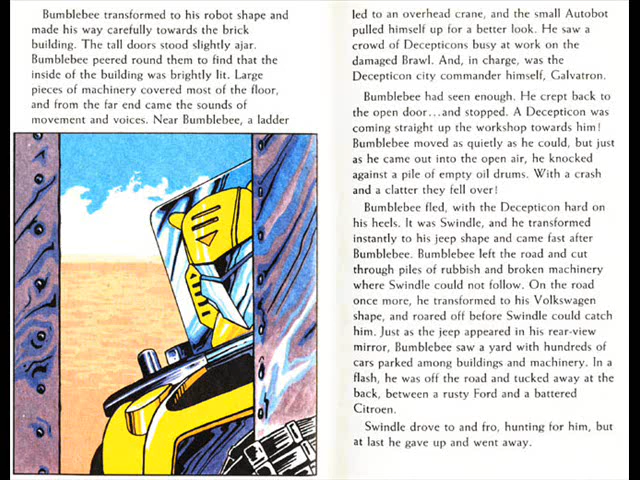 Bumblebee transformed to his robot shape and
made his way carefully towards the brick
building. The tall doors stood slightly ajar.
Bumblebee peered round them to find that the
inside of the building was brightly lit. Large
pieces of machinery covered most of the floor,
and from the far end came the sounds of
movement and voices. Near Bumblebee, a ladder
led to an overhead crane, and the small Autobot
pulled himself up for a better look. He saw a
crowd of Decepticons busy at work on the
damaged Brawl. And, in charge, was the
Decepticon city commander himself, Galvatron.
Bumblebee had seen enough. He crept back to
the open door...and stopped. A Decepticon was
coming straight up the workshop towards him!
Bumblebee moved as quietly as he could, but just
as he came out into the open air, he knocked
against a pile of empty oil drums. With a crash
and a clatter they fell over!
Bumblebee fled, with the Decepticon hard on
his heels. It was Swindle, and he transformed
instantly to his jeep shape and came fast after
Bumblebee. Bumblebee left the road and cut
through piles of rubbish and broken machinery
where Swindle could not follow. On the road
once more, he transformed to his Volkswagen
shape, and roared off before Swindle could catch
him. Just as the jeep appeared in his rear-view
mirror, Bumblebee saw a yard with hundreds of
cars parked among buildings and machinery. In a
flash, he was off the road and tucked away at the
back, between a rusty Ford and a battered
Citroen.
Swindle drove to and fro, hunting for him, but
at last he gave up and went away.